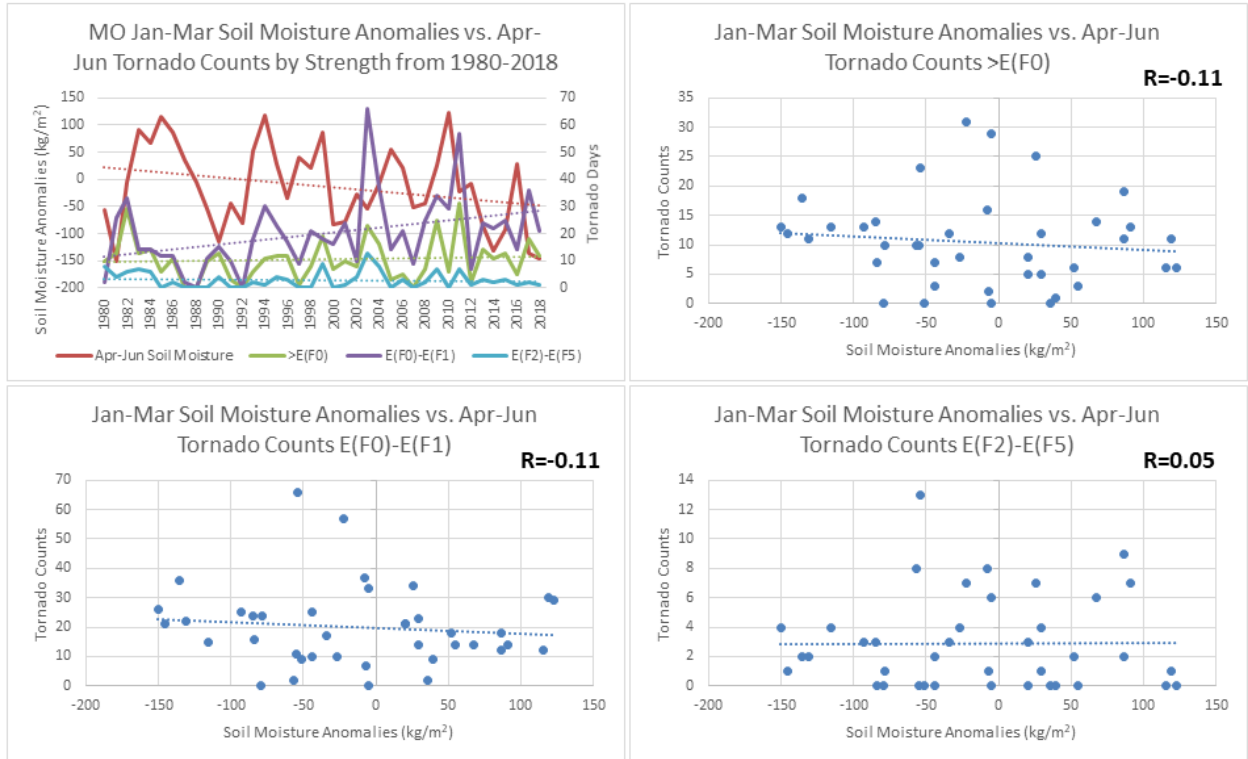 MO Jan-Mar Soil Moisture Anomalies vs. Apr-
Jun Tornado Counts by Strength from 1980-2018
Soil Moisture Anomalies (kg/m²)
150
100
50
0
-50
-100
-150
-200
70
60
50
40
30
20
10
0
Tornado Days
1980
1982
1984
1986
1988
1990
1992
1994
1996
1998
2000
2002
2004
2006
2008
2010
2012
2014
2016
2018
Apr-Jun Soil Moisture >E(F0) E(F0)-E(F1) E(F2)-E(F5)
Jan-Mar Soil Moisture Anomalies vs. Apr-Jun
Tornado Counts >E(F0)
R=-0.11
Tornado Counts
35
30
25
20
15
10
5
0
-200 -150 -100 -50 0 50 100 150
Soil Moisture Anomalies (kg/m²)
Jan-Mar Soil Moisture Anomalies vs. Apr-Jun
Tornado Counts E(F0)-E(F1)
R=-0.11
Tornado Counts
70
60
50
40
30
20
10
0
-200 -150 -100 -50 0 50 100 150
Soil Moisture Anomalies (kg/m²)
Jan-Mar Soil Moisture Anomalies vs. Apr-Jun
Tornado Counts E(F2)-E(F5)
R=0.05
Tornado Counts
14
12
10
8
6
4
2
0
-200 -150 -100 -50 0 50 100 150
Soil Moisture Anomalies (kg/m²)